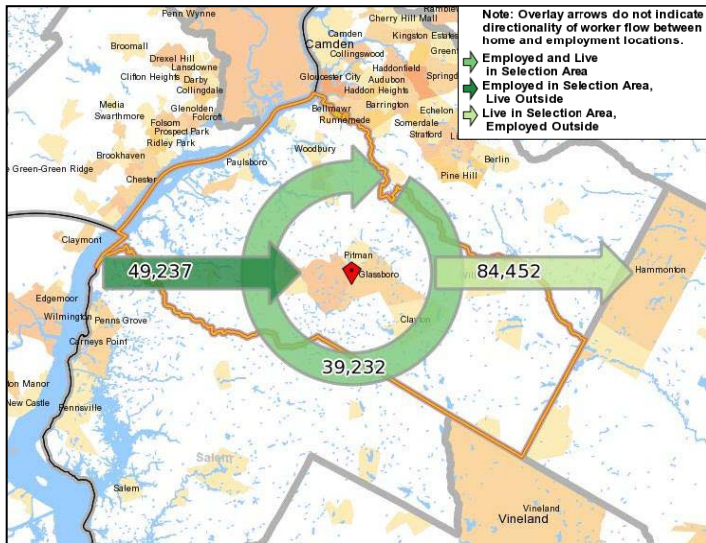 Note: Overlay arrows do not indicate
directionality of worker flow between
home and employment locations.
Employed and Live
in Selection Area
Employed in Selection Area,
Live Outside
Live in Selection Area,
Employed Outside
Penn Wynne
Cherry Hill Mall
Kingston Estates
Camden
Camden
Collingswood
Green
Broomall
Drexel Hill
Lansdowne
Clifton Heights
Darby
Collingdale
Gloucester City
Haddonfield
Audubon
Haddon Heights
Springd
Media
Swarthmore
Glenolden
Folcroft
Folsom
Prospect Park
Ridley Park
Bellmawr
Runnemede
Barrington
Echelon
Somerdale
Stratford
Brookhaven
e Green-Green Ridge
Chester
Paulsboro
Woodbury
Berlin
Pine Hill
Claymont
Pitman
Glassboro
Hammonton
49,237
84,452
Edgemoor
Wilmington
Penns Grove
Carneys Point
Clayton
39,232
ton Manor
New Castle
Pennsville
Salem
Salem
Vineland
Vineland